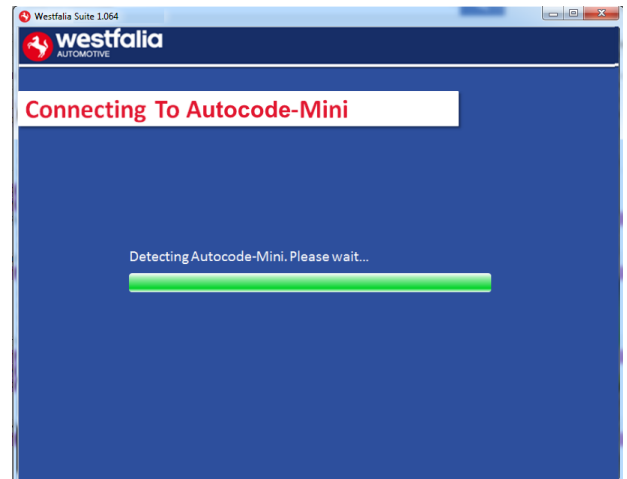 Westfalia Suite 1.064
westfalia
AUTOMOTIVE
Connecting To Autocode-Mini
Detecting Autocode-Mini. Please wait...